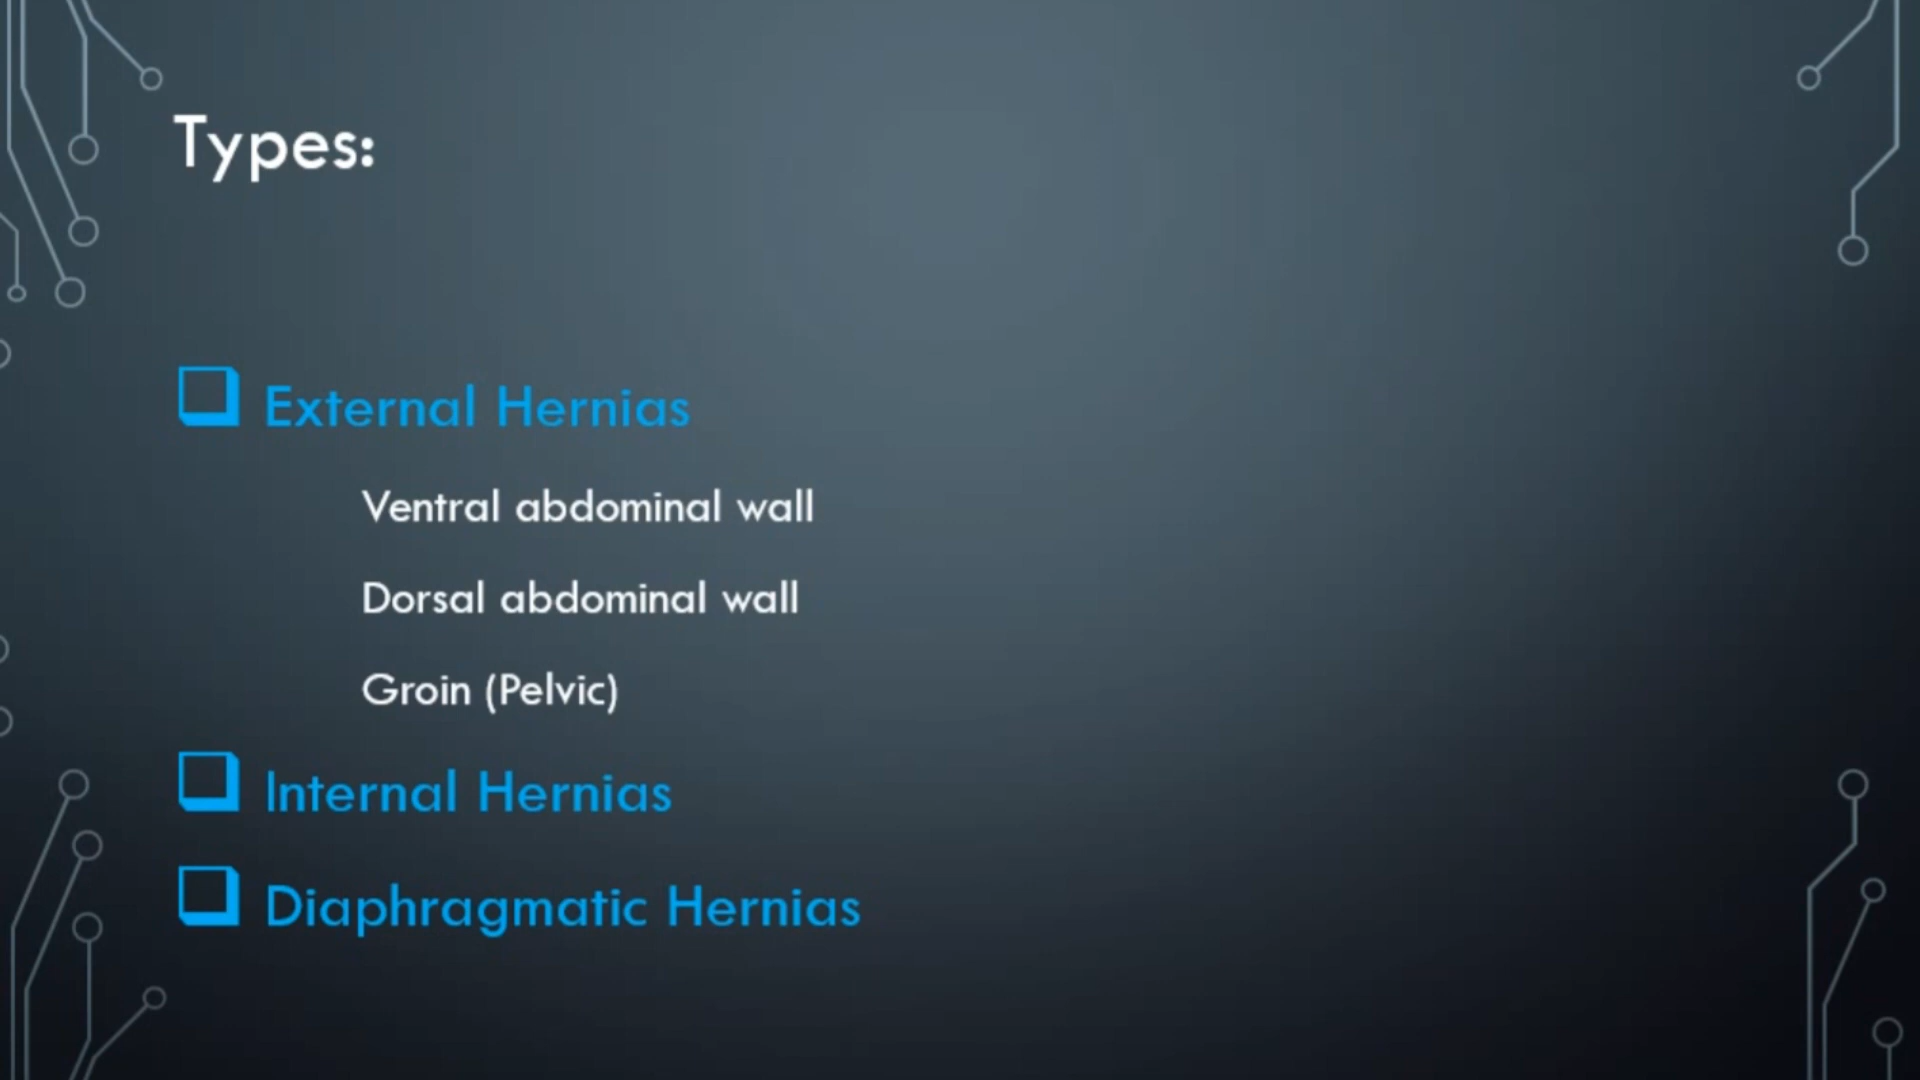 Types:
External Hernias
Ventral abdominal wall
Dorsal abdominal wall
Groin (Pelvic)
Internal Hernias
Diaphragmatic Hernias